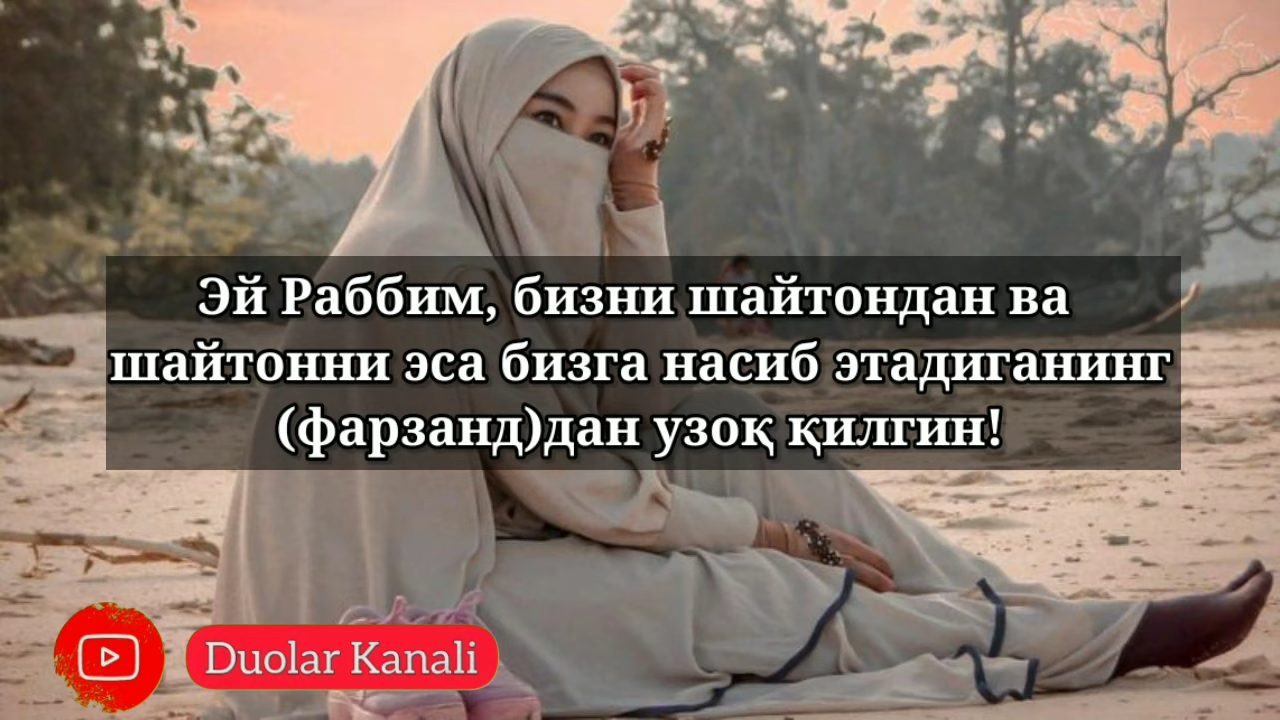 Эй Раббим, бизни шайтондан ва
шайтонни эса бизга насиб этадиганинг
(фарзанд)дан узоқ қилгин!
Duolar Kanali